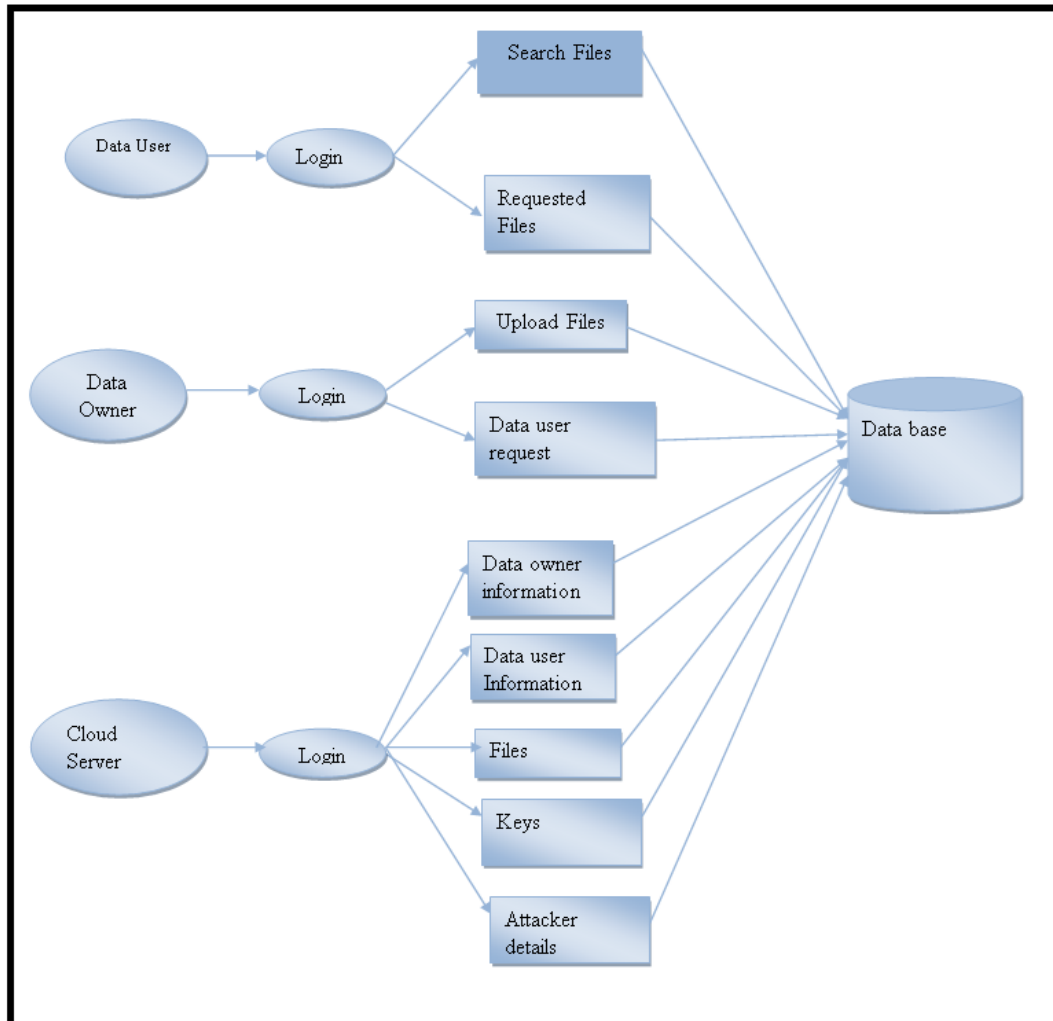 Search Files
Data User
Login
Requested
Files
Upload Files
Data
Owner
Login
Data user
request
Data base
Data owner
information
Data user
Information
Cloud
Server
Login
Files
Keys
Attacker
details